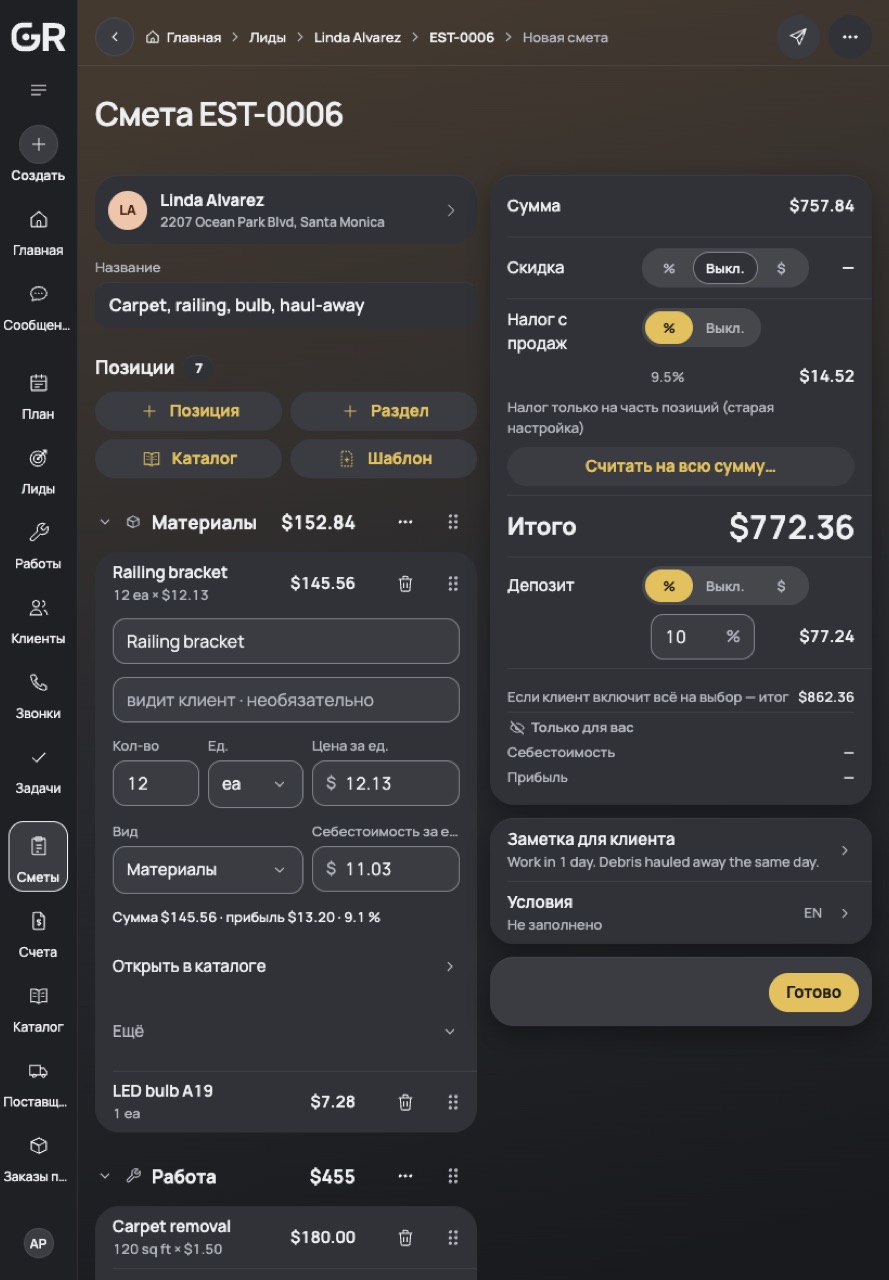 GR
Создать
Главная
Сообщен...
План
Лиды
Работы
Клиенты
Звонки
Задачи
Сметы
Счета
Каталог
Поставщ...
Заказы п...
AP
Главная > Лиды > Linda Alvarez > EST-0006 > Новая смета
Смета EST-0006
LA
Linda Alvarez
2207 Ocean Park Blvd, Santa Monica
Название
Carpet, railing, bulb, haul-away
Позиции 7
+ Позиция
+ Раздел
Каталог
Шаблон
Материалы $152.84
Railing bracket $145.56
12 ea × $12.13
Railing bracket
видит клиент · необязательно
Кол-во Ед. Цена за ед.
12 ea $ 12.13
Вид Себестоимость за е...
Материалы $ 11.03
Сумма $145.56 · прибыль $13.20 · 9.1 %
Открыть в каталоге
Ещё
LED bulb A19 $7.28
1 ea
Работа $455
Carpet removal $180.00
120 sq ft × $1.50
Сумма $757.84
Скидка % Выкл. $ –
Налог с продаж % Выкл.
9.5% $14.52
Налог только на часть позиций (старая
настройка)
Считать на всю сумму...
Итого $772.36
Депозит % Выкл. $
10 % $77.24
Если клиент включит всё на выбор — итог $862.36
Только для вас
Себестоимость –
Прибыль –
Заметка для клиента
Work in 1 day. Debris hauled away the same day.
Условия EN
Не заполнено
Готово